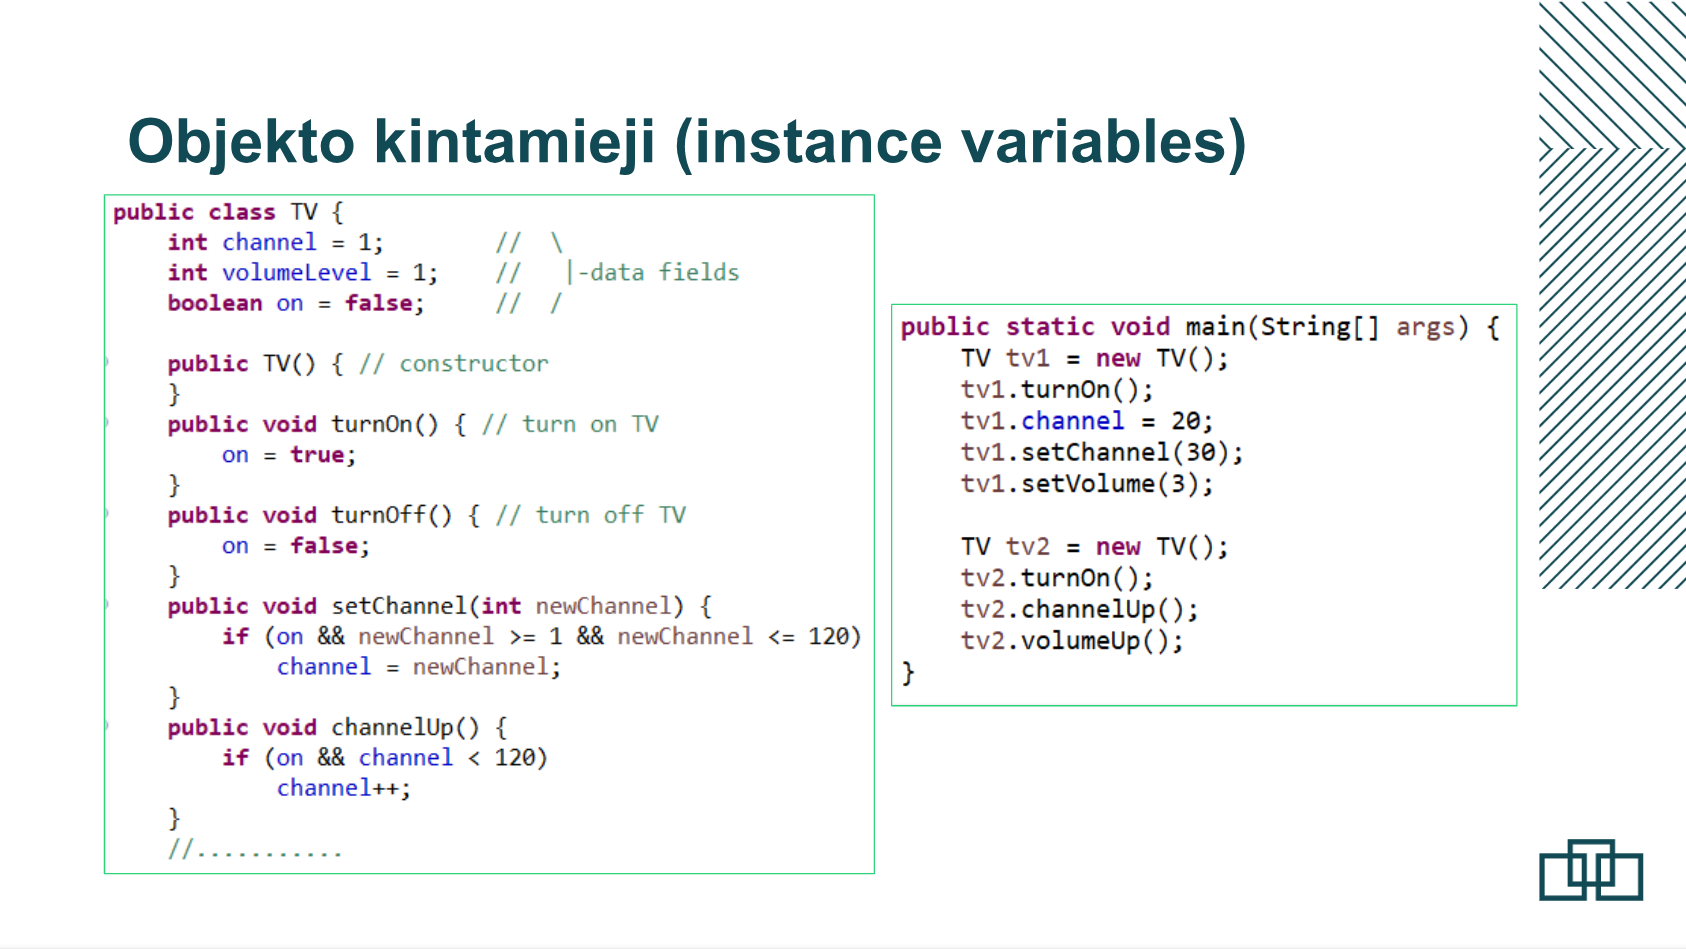 Objekto kintamieji (instance variables)
public class TV {
    int channel = 1;        //  \
    int volumeLevel = 1;    //   |-data fields
    boolean on = false;     //  /

    public TV() { // constructor
    }
    public void turnOn() { // turn on TV
        on = true;
    }
    public void turnOff() { // turn off TV
        on = false;
    }
    public void setChannel(int newChannel) {
        if (on && newChannel >= 1 && newChannel <= 120)
            channel = newChannel;
    }
    public void channelUp() {
        if (on && channel < 120)
            channel++;
    }
    //...........
public static void main(String[] args) {
    TV tv1 = new TV();
    tv1.turnOn();
    tv1.channel = 20;
    tv1.setChannel(30);
    tv1.setVolume(3);

    TV tv2 = new TV();
    tv2.turnOn();
    tv2.channelUp();
    tv2.volumeUp();
}